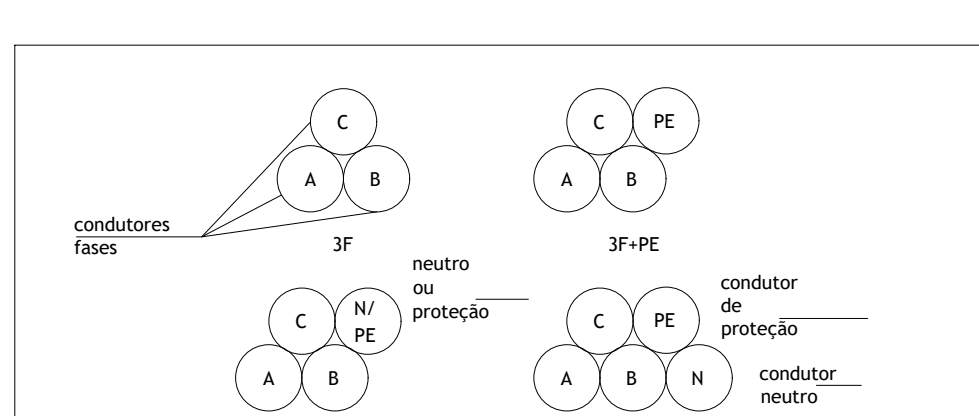 C
C PE
A B
A B
condutores
fases
3F
3F+PE
neutro
ou
proteção
condutor
de
proteção
C N/
PE
C PE
A B
A B N
condutor
neutro